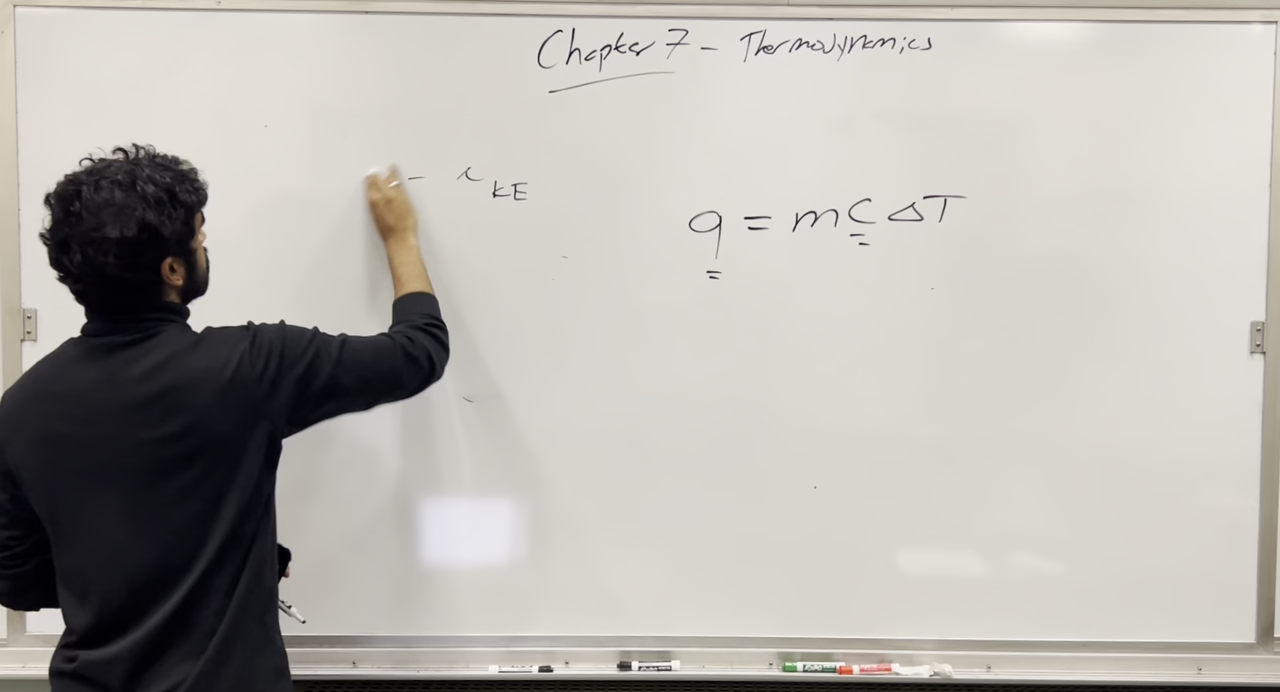 Chapter 7 - Thermodynamics
KE
q = mcΔT